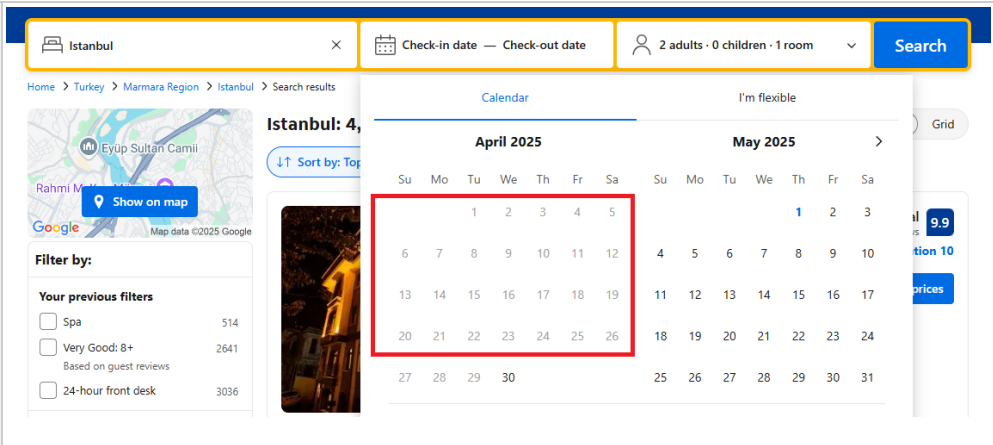 Istanbul
Check-in date — Check-out date
2 adults · 0 children · 1 room
Search
Home > Turkey > Marmara Region > Istanbul > Search results
Eyüp Sultan Camii
Rahmi M
Show on map
Google
Map data ©2025 Google
Filter by:
Your previous filters
Spa 514
Very Good: 8+ 2641
Based on guest reviews
24-hour front desk 3036
Istanbul: 4,
Sort by: Top
Grid
Calendar I'm flexible
April 2025
Su Mo Tu We Th Fr Sa
1 2 3 4 5
6 7 8 9 10 11 12
13 14 15 16 17 18 19
20 21 22 23 24 25 26
27 28 29 30
May 2025
Su Mo Tu We Th Fr Sa
1 2 3
4 5 6 7 8 9 10
11 12 13 14 15 16 17
18 19 20 21 22 23 24
25 26 27 28 29 30 31
9.9
tion 10
prices